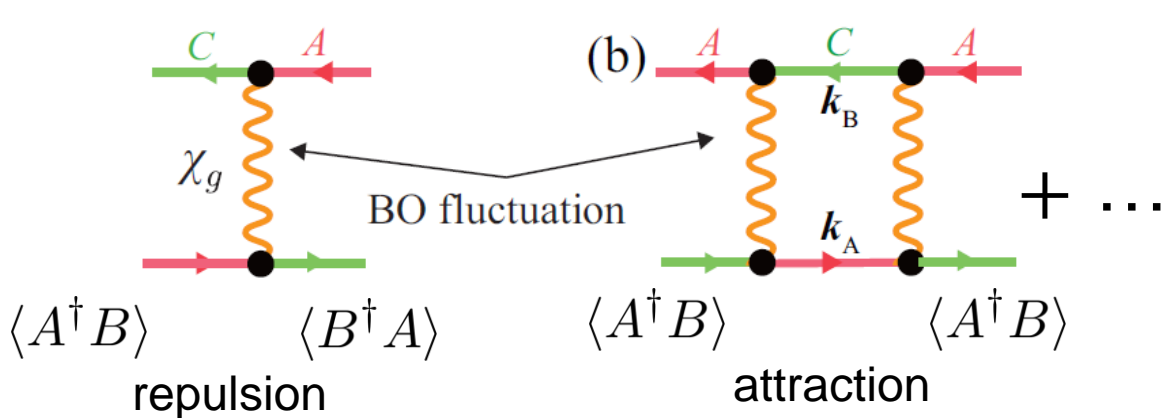 C A (b) A C A
k_B
χ_g
BO fluctuation + ...
k_A
⟨A†B⟩ ⟨B†A⟩ ⟨A†B⟩ ⟨A†B⟩
repulsion attraction